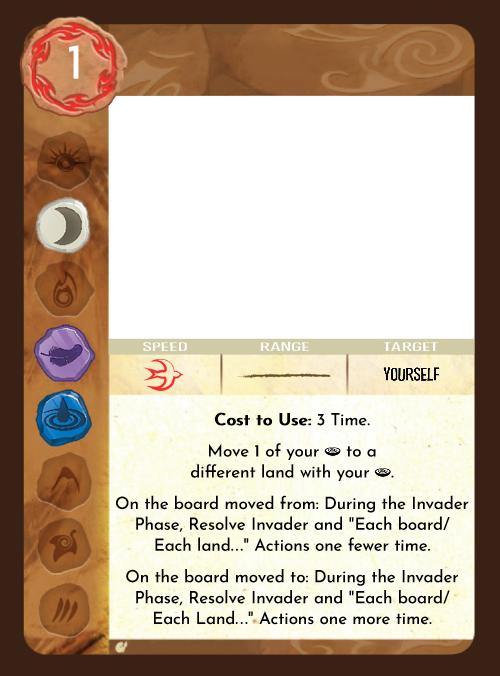 1
SPEED RANGE TARGET
YOURSELF
Cost to Use: 3 Time.
Move 1 of your to a
different land with your .
On the board moved from: During the Invader
Phase, Resolve Invader and "Each board/
Each land..." Actions one fewer time.
On the board moved to: During the Invader
Phase, Resolve Invader and "Each board/
Each Land..." Actions one more time.